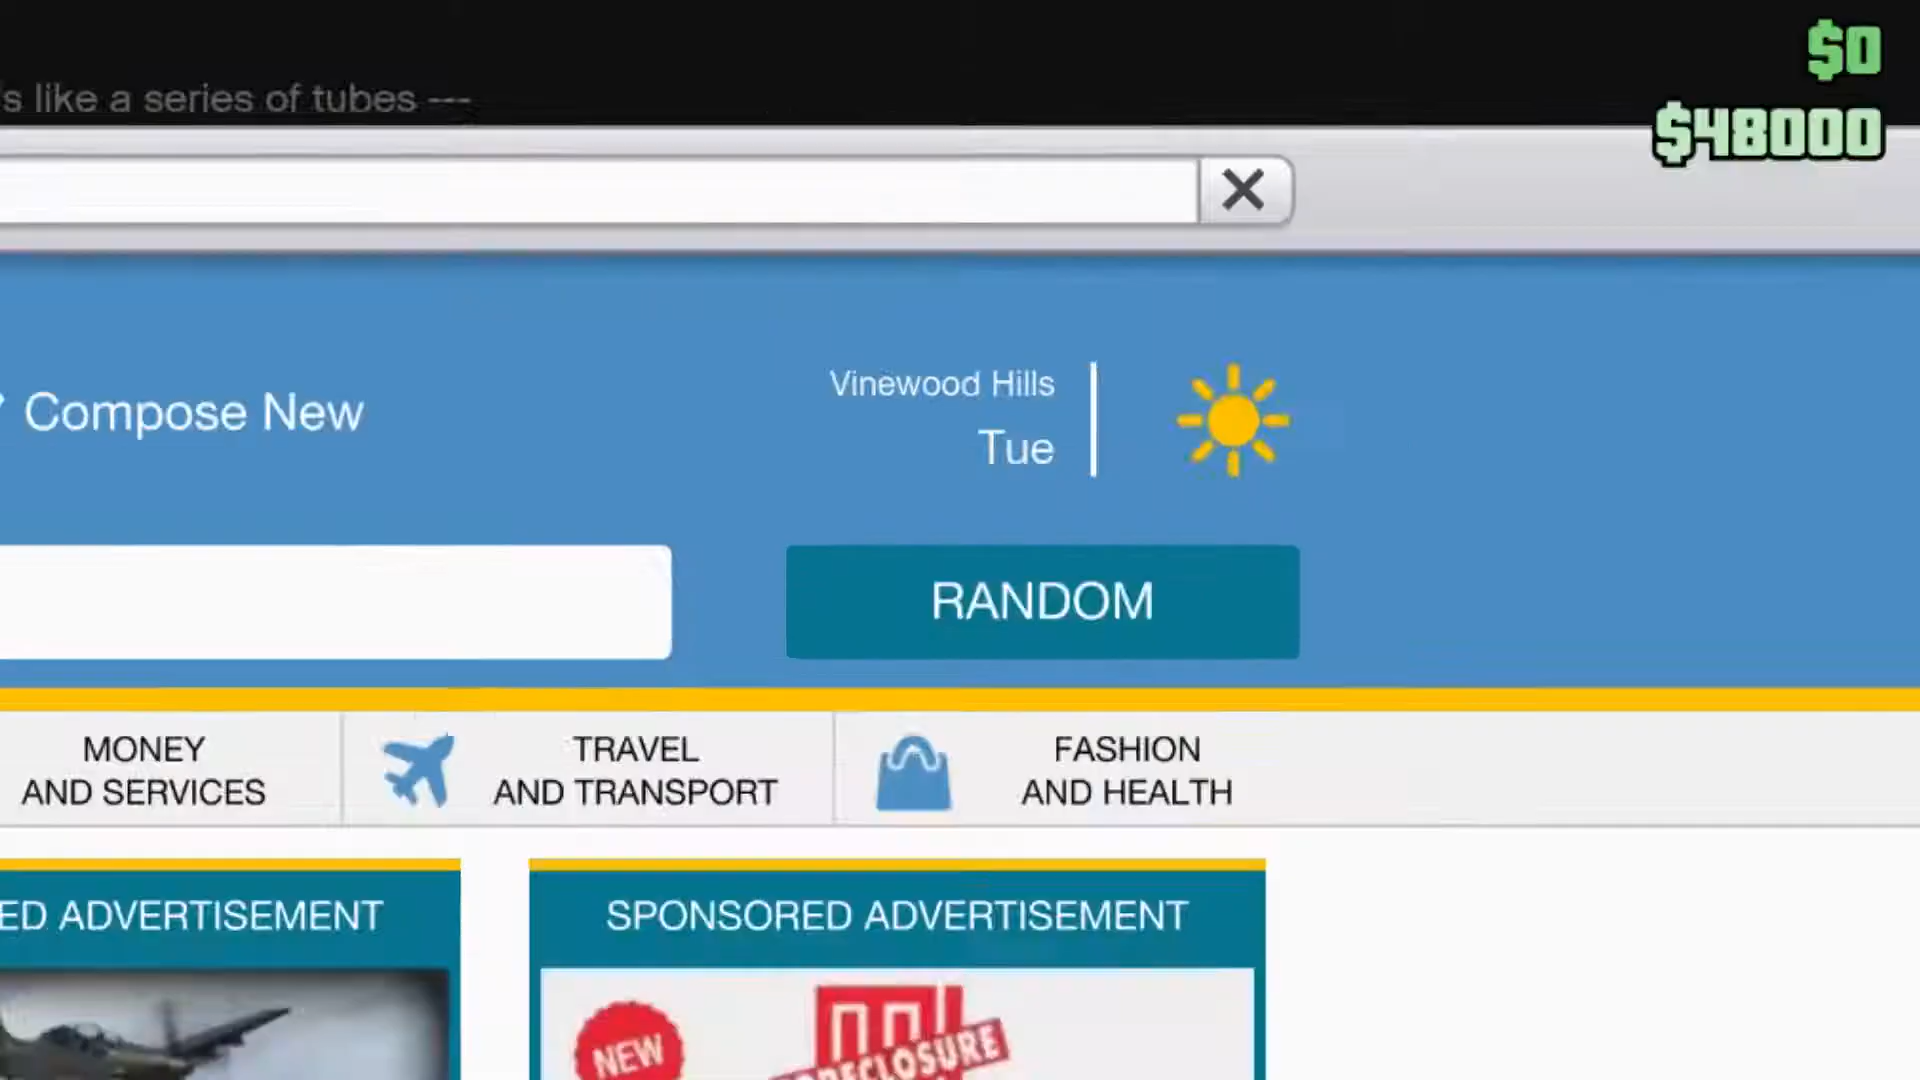 $0
's like a series of tubes ---
$48000
Vinewood Hills
Compose New
Tue
RANDOM
MONEY
AND SERVICES
TRAVEL
AND TRANSPORT
FASHION
AND HEALTH
ED ADVERTISEMENT
SPONSORED ADVERTISEMENT
NEW
FORECLOSURE